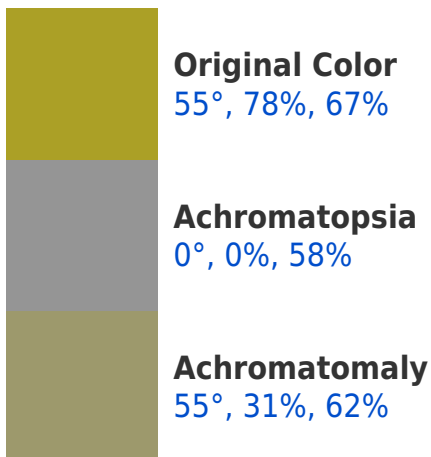 Original Color
55°, 78%, 67%
Achromatopsia
0°, 0%, 58%
Achromatomaly
55°, 31%, 62%